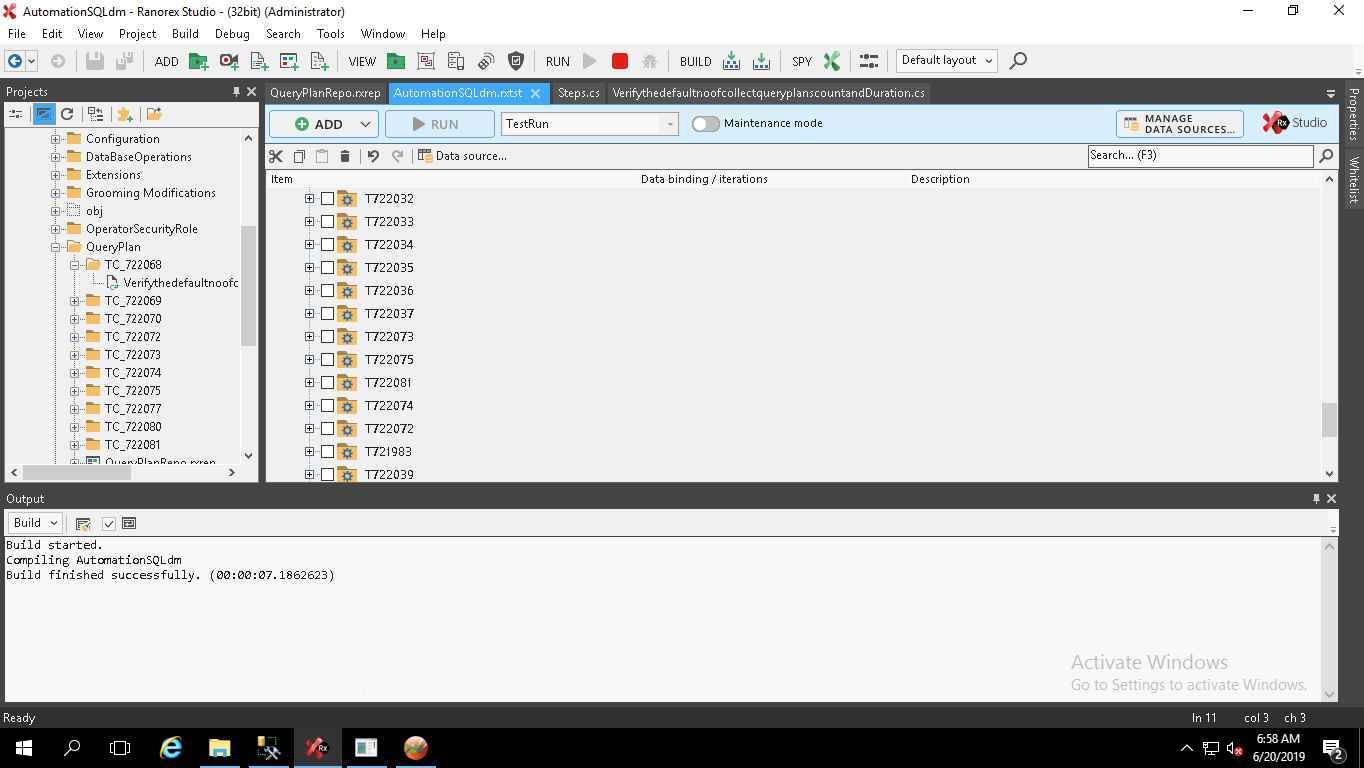 AutomationSQLdm - Ranorex Studio - (32bit) (Administrator)
File Edit View Project Build Debug Search Tools Window Help
ADD VIEW RUN BUILD SPY Default layout
Projects
QueryPlanRepo.rxrep AutomationSQLdm.rxtst Steps.cs Verifythedefaultnoofcollectqueryplanscountand​Duration.cs
ADD RUN TestRun Maintenance mode MANAGE DATA SOURCES... Rx Studio
Data source... Search... (F3)
Item Data binding / iterations Description
Configuration
DataBaseOperations
Extensions
Grooming Modifications
obj
OperatorSecurityRole
QueryPlan
TC_722068
Verifythedefaultnoofc
TC_722069
TC_722070
TC_722072
TC_722073
TC_722074
TC_722075
TC_722077
TC_722080
TC_722081
QueryPlanRepo.rxrep
T722032
T722033
T722034
T722035
T722036
T722037
T722073
T722075
T722081
T722074
T722072
T721983
T722039
Properties
Whitelist
Output
Build
Build started.
Compiling AutomationSQLdm
Build finished successfully. (00:00:07.1862623)
Activate Windows
Go to Settings to activate Windows.
Ready ln 11 col 3 ch 3
Rx
6:58 AM
6/20/2019
2